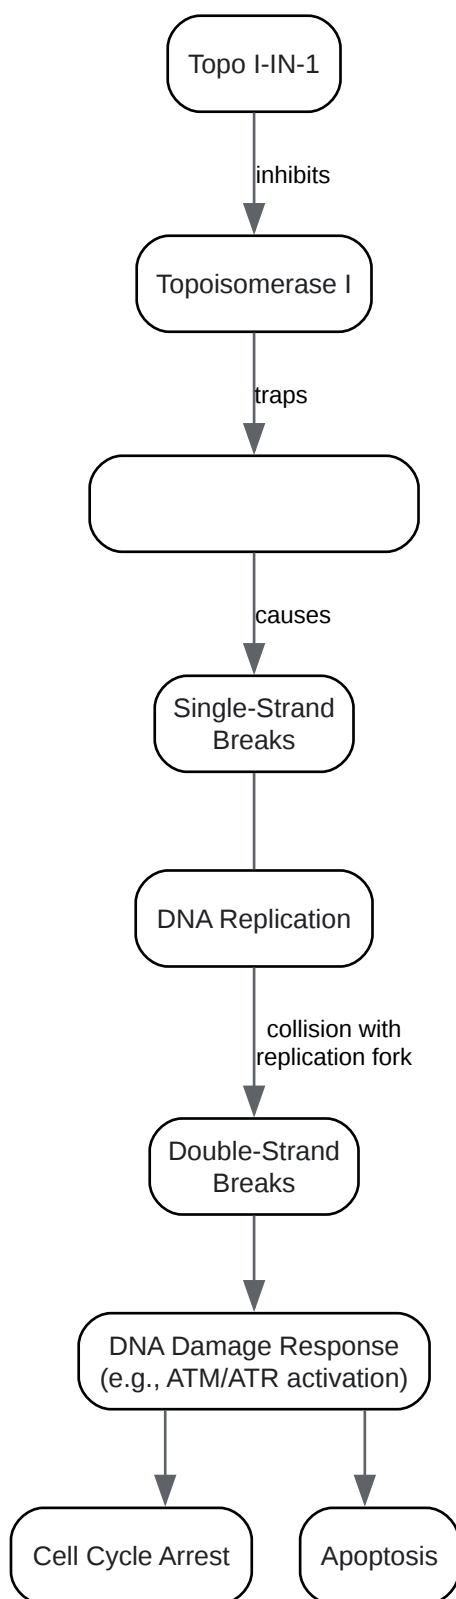 Topo I-IN-1
inhibits
Topoisomerase I
traps
causes
Single-Strand
Breaks
DNA Replication
collision with
replication fork
Double-Strand
Breaks
DNA Damage Response
(e.g., ATM/ATR activation)
Cell Cycle Arrest
Apoptosis